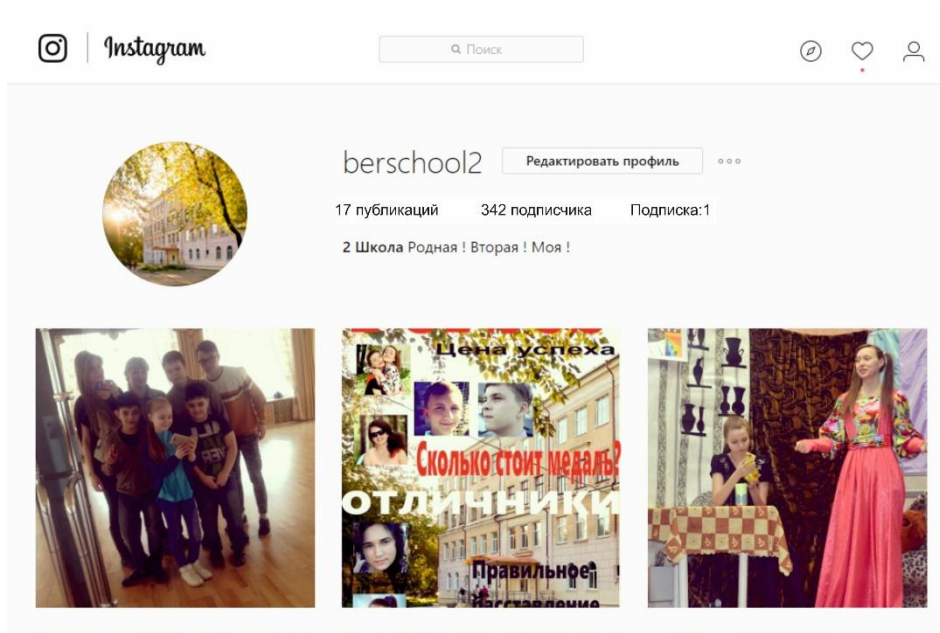 Instagram
Поиск
berschool2
Редактировать профиль
17 публикаций 342 подписчика Подписка:1
2 Школа Родная ! Вторая ! Моя !
Цена успеха
Сколько стоит медаль?
отличники
Правильное
расставление